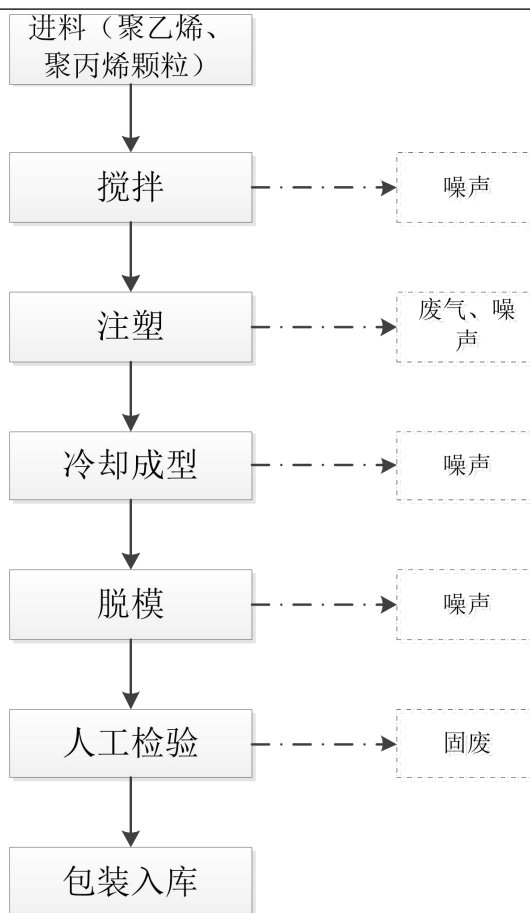 进料（聚乙烯、
聚丙烯颗粒）
搅拌
噪声
注塑
废气、噪
声
冷却成型
噪声
脱模
噪声
人工检验
固废
包装入库